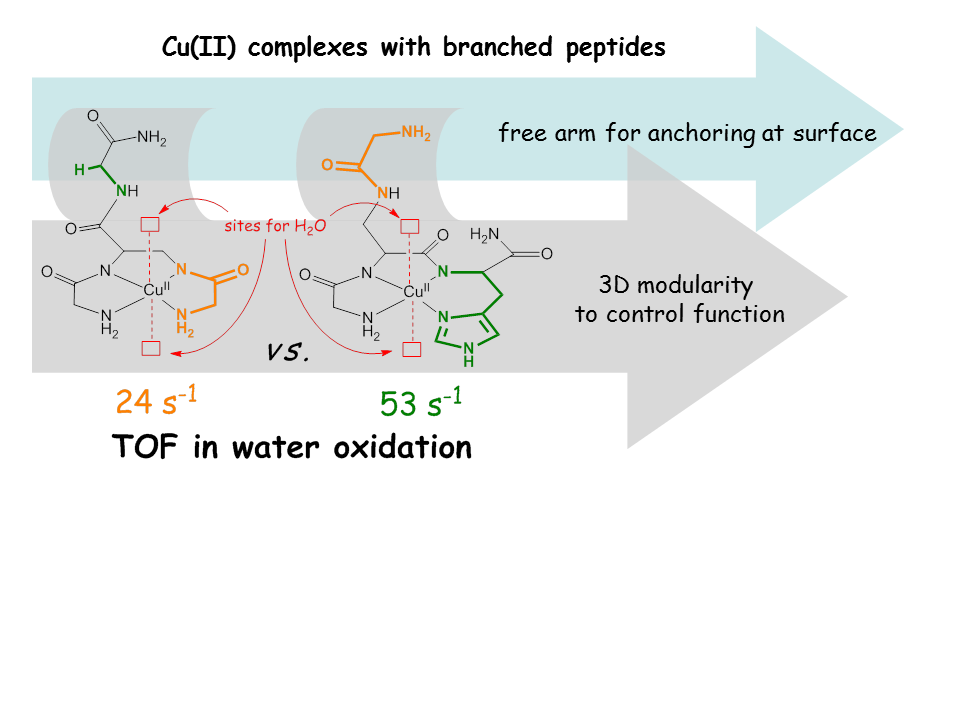 Cu(II) complexes with branched peptides
free arm for anchoring at surface
O
NH2
H
NH
O
O
N
N
O
CuII
N
H2
N
H2
NH2
O
NH
O
H2N
O
O
N
N
CuII
N
H2
N
N
H
sites for H2O
vs.
3D modularity
to control function
24 s-1
53 s-1
TOF in water oxidation